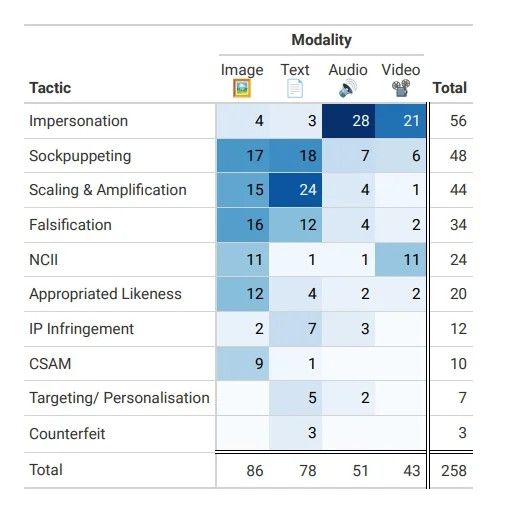 Modality
Tactic Image Text Audio Video Total
Impersonation 4 3 28 21 56
Sockpuppeting 17 18 7 6 48
Scaling & Amplification 15 24 4 1 44
Falsification 16 12 4 2 34
NCII 11 1 1 11 24
Appropriated Likeness 12 4 2 2 20
IP Infringement 2 7 3 12
CSAM 9 1 10
Targeting/ Personalisation 5 2 7
Counterfeit 3 3
Total 86 78 51 43 258